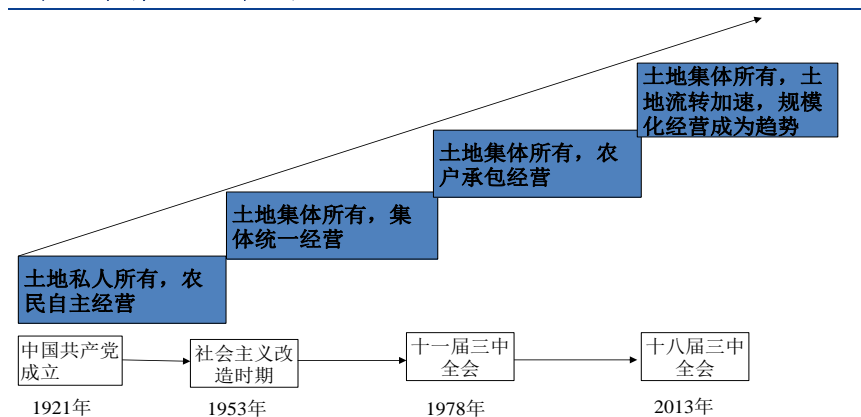 土地集体所有，土
地流转加速，规模
化经营成为趋势
土地集体所有，农
户承包经营
土地集体所有，集
体统一经营
土地私人所有，农
民自主经营
中国共产党
成立
社会主义改
造时期
十一届三中
全会
十八届三中
全会
1921年
1953年
1978年
2013年